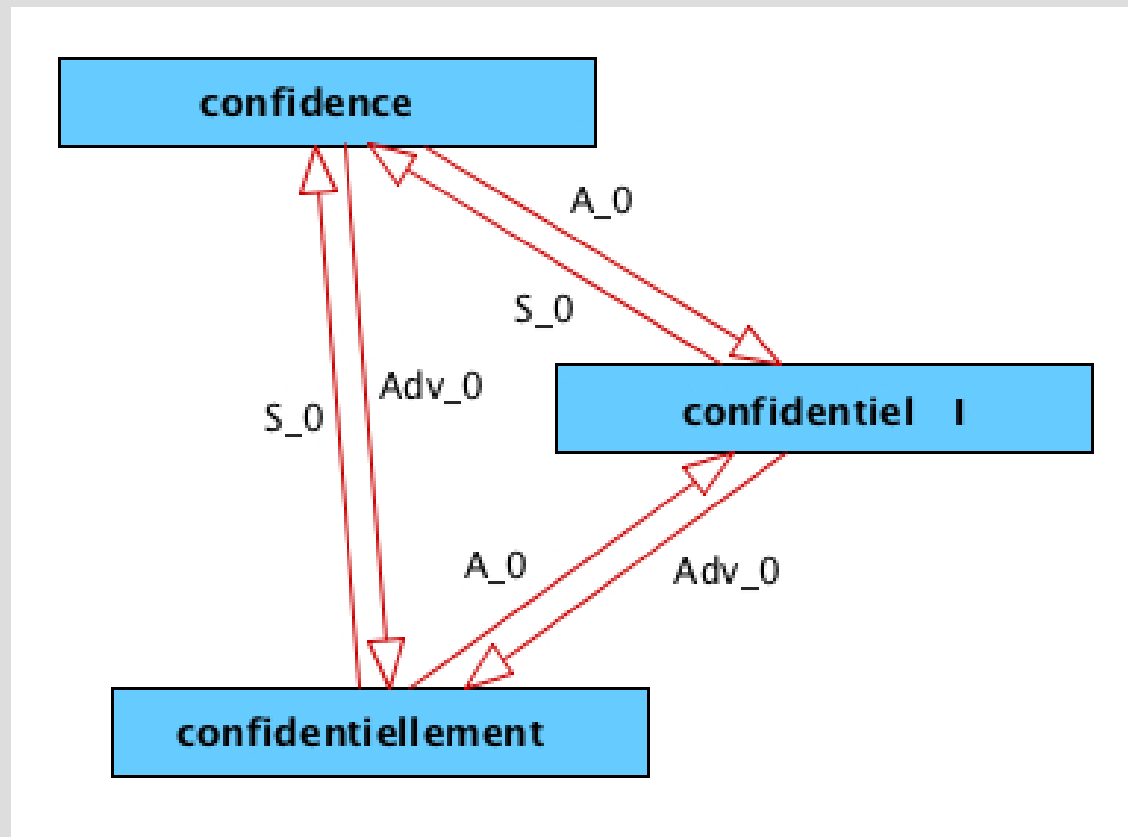 confidence
A_0
S_0
Adv_0
S_0
confidentiel I
A_0
Adv_0
confidentiellement